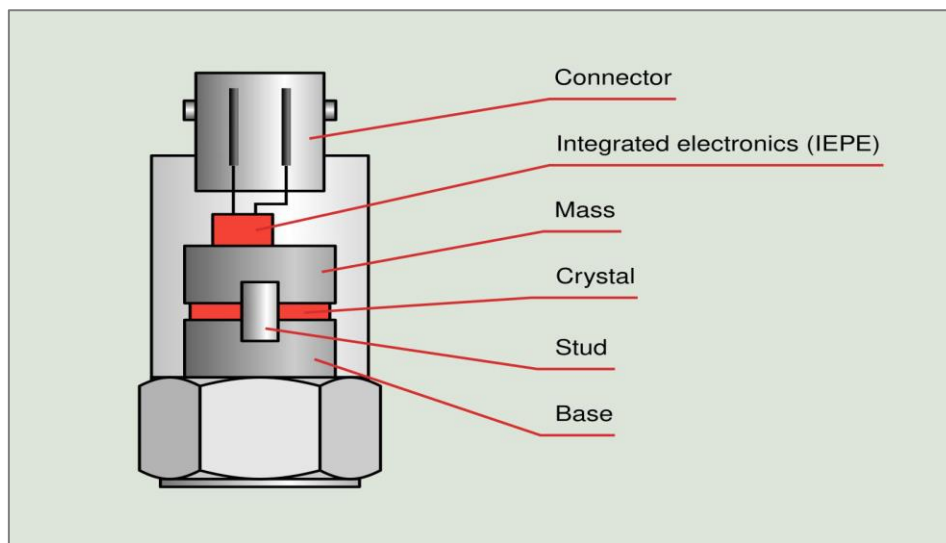 Connector
Integrated electronics (IEPE)
Mass
Crystal
Stud
Base